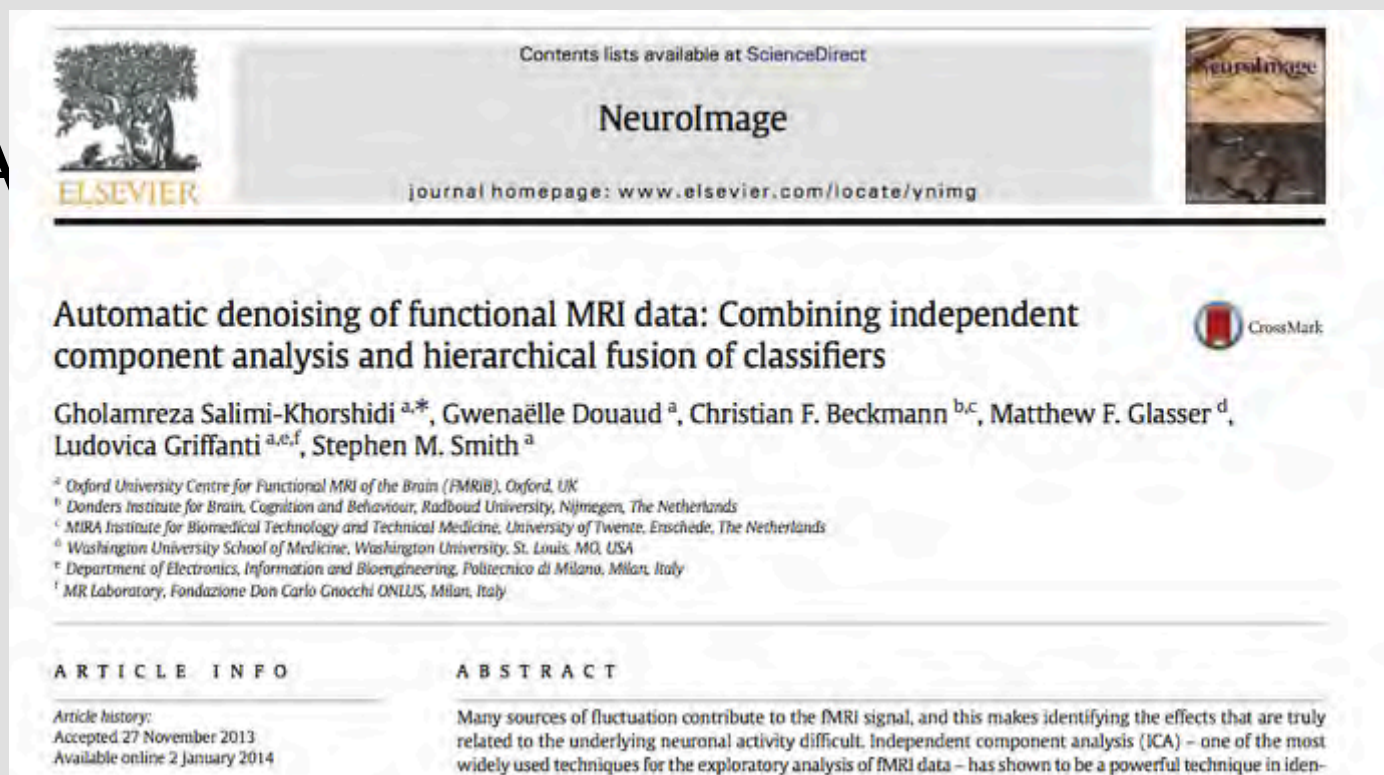 Contents lists available at ScienceDirect
NeuroImage
journal homepage: www.elsevier.com/locate/ynimg
ELSEVIER
NeuroImage
A
Automatic denoising of functional MRI data: Combining independent
component analysis and hierarchical fusion of classifiers
CrossMark
Gholamreza Salimi-Khorshidi a,*, Gwenaëlle Douaud a, Christian F. Beckmann b,c, Matthew F. Glasser d,
Ludovica Griffanti a,e,f, Stephen M. Smith a
a Oxford University Centre for Functional MRI of the Brain (FMRIB), Oxford, UK
b Donders Institute for Brain, Cognition and Behaviour, Radboud University, Nijmegen, The Netherlands
c MIRA Institute for Biomedical Technology and Technical Medicine, University of Twente, Enschede, The Netherlands
d Washington University School of Medicine, Washington University, St. Louis, MO, USA
e Department of Electronics, Information and Bioengineering, Politecnico di Milano, Milan, Italy
f MR Laboratory, Fondazione Don Carlo Gnocchi ONLUS, Milan, Italy
ARTICLE INFO
Article history:
Accepted 27 November 2013
Available online 2 January 2014
ABSTRACT
Many sources of fluctuation contribute to the fMRI signal, and this makes identifying the effects that are truly
related to the underlying neuronal activity difficult. Independent component analysis (ICA) – one of the most
widely used techniques for the exploratory analysis of fMRI data – has shown to be a powerful technique in iden-